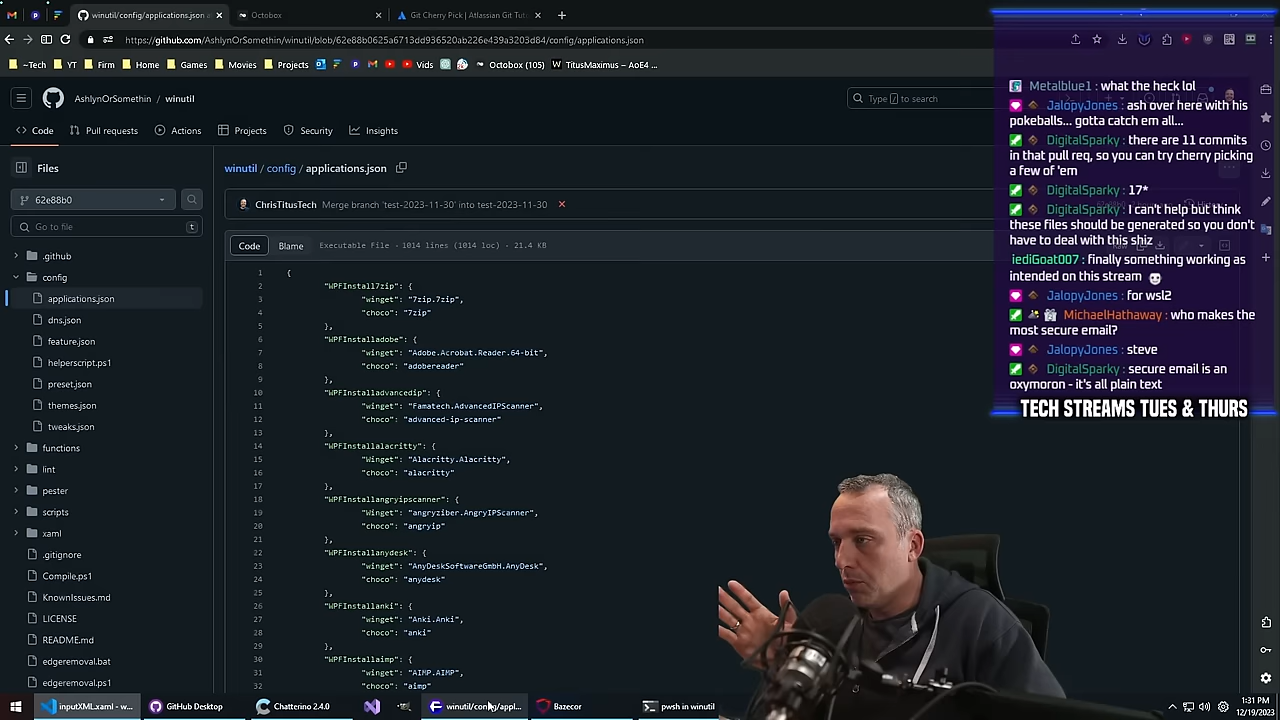 winutil/config/applications.json a
Octobox
Git Cherry Pick | Atlassian Git Tut
https://github.com/AshlynOrSomethin/winutil/blob/62e88b0625a6713dd936520ab226e439a3203d84/config/applications.json
~Tech
YT
Firm
Home
Games
Movies
Projects
Vids
Octobox (105)
TitusMaximus ~ AoE4 ...
AshlynOrSomethin / winutil
Type / to search
Code
Pull requests
Actions
Projects
Security
Insights
Files
62e88b0
Go to file
t
.github
config
applications.json
dns.json
feature.json
helperscript.ps1
preset.json
themes.json
tweaks.json
functions
lint
pester
scripts
xaml
.gitignore
Compile.ps1
KnownIssues.md
LICENSE
README.md
edgeremoval.bat
edgeremoval.ps1
winutil / config / applications.json
ChrisTitusTech Merge branch 'main' into test-2023-11-30
Code
Blame
Executable File · 1014 lines (1014 loc) · 21.4 KB
1 {
2 "WPFInstall7zip": {
3 "winget": "7zip.7zip",
4 "choco": "7zip"
5 },
6 "WPFInstalladobe": {
7 "winget": "Adobe.Acrobat.Reader.64-bit",
8 "choco": "adobereader"
9 },
10 "WPFInstalladvancedip": {
11 "winget": "Famatech.AdvancedIPScanner",
12 "choco": "advanced-ip-scanner"
13 },
14 "WPFInstallalacritty": {
15 "Winget": "Alacritty.Alacritty",
16 "choco": "alacritty"
17 },
18 "WPFInstallangryipscanner": {
19 "Winget": "angryziber.AngryIPScanner",
20 "choco": "angryip"
21 },
22 "WPFInstallanydesk": {
23 "winget": "AnyDeskSoftwareGmbH.AnyDesk",
24 "choco": "anydesk"
25 },
26 "WPFInstallanki": {
27 "Winget": "Anki.Anki",
28 "choco": "anki"
29 },
30 "WPFInstallaimp": {
31 "Winget": "AIMP.AIMP",
32 "choco": "aimp"
Metalblue1 : what the heck lol
JalopyJones : ash over here with his
pokeballs... gotta catch em all...
DigitalSparky : there are 11 commits
in that pull req, so you can try cherry picking
a few of 'em
DigitalSparky : 17*
DigitalSparky : I can't help but think
these files should be generated so you don't
have to deal with this shiz
iediGoat007 : finally something working as
intended on this stream
JalopyJones : for wsl2
MichaelHathaway : who makes the
most secure email?
JalopyJones : steve
DigitalSparky : secure email is an
oxymoron - it's all plain text
TECH STREAMS TUES & THURS
inputXML.xaml - w...
GitHub Desktop
Chatterino 2.4.0
winutil/config/appl...
Bazecor
pwsh in winutil
1:31 PM
12/19/2023